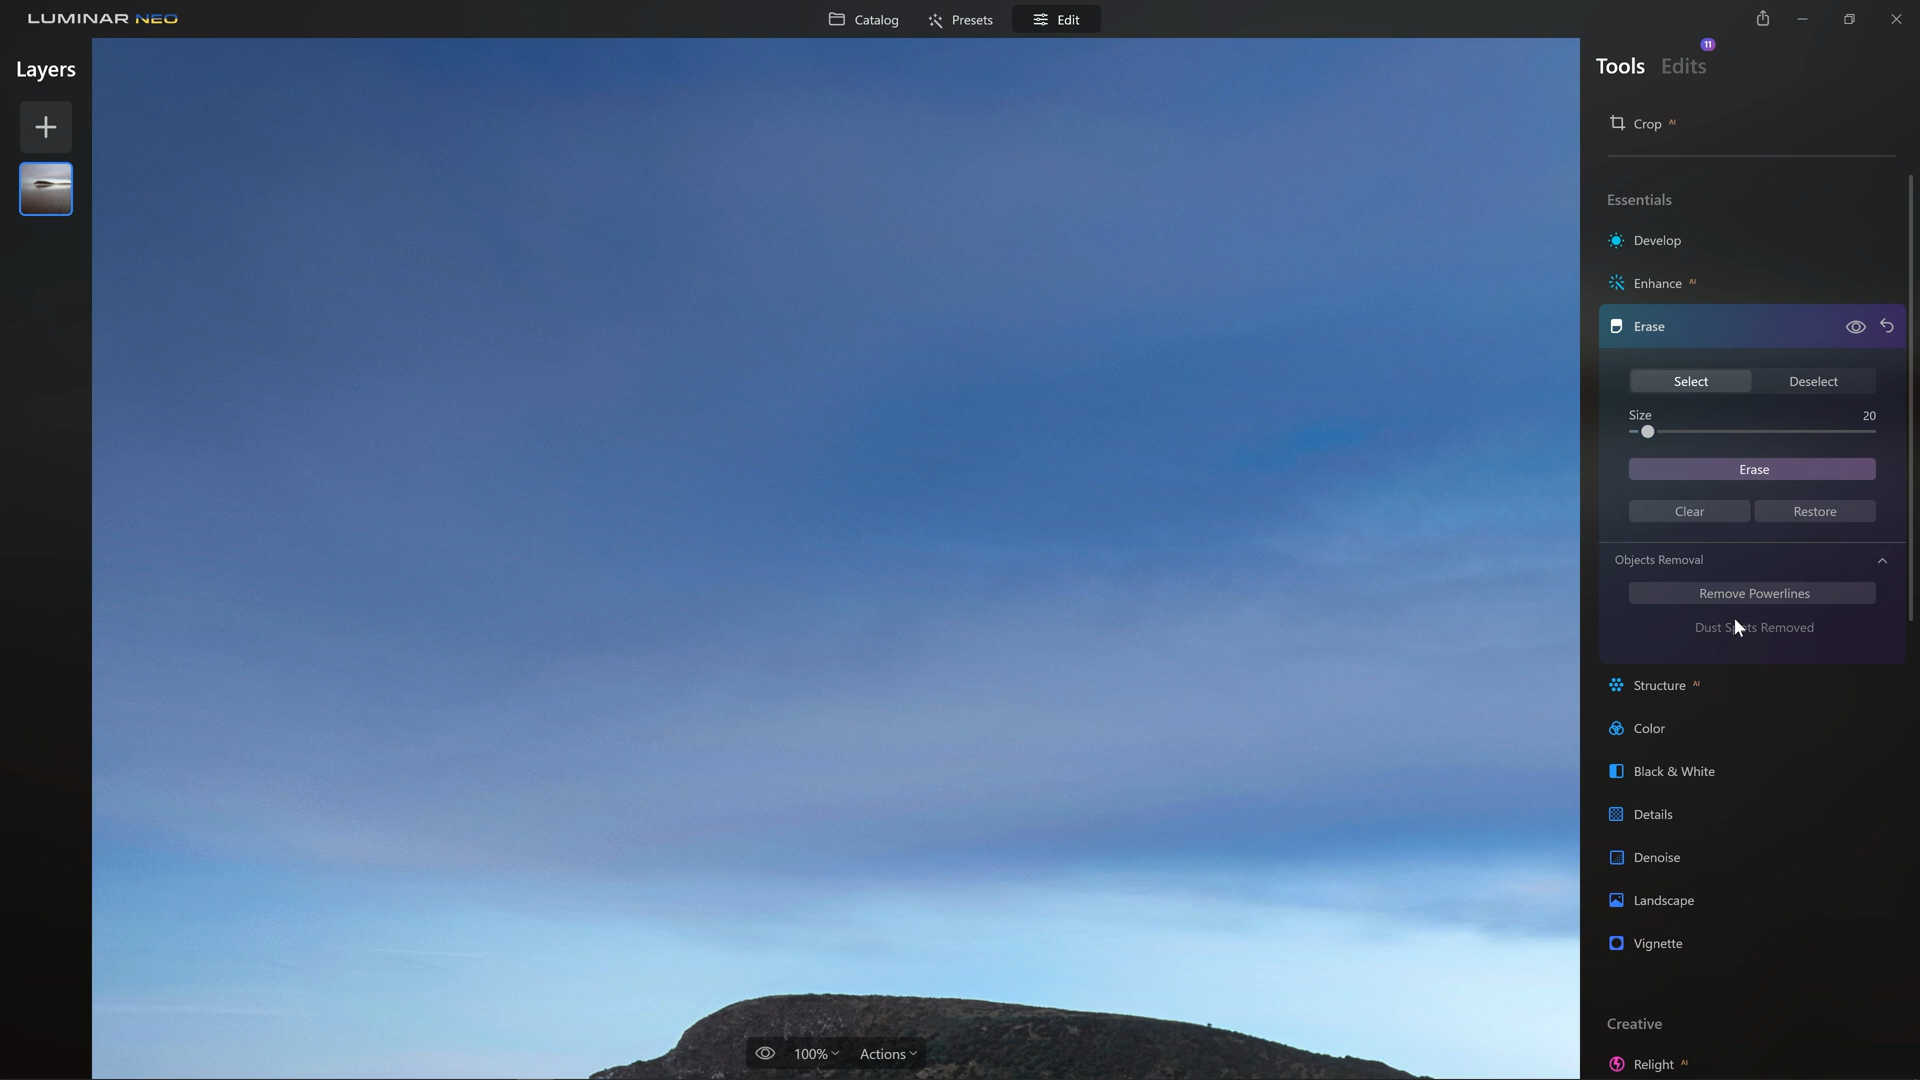 LUMINAR NEO
Catalog
Presets
Edit
Layers
Tools Edits
11
Crop AI
Essentials
Develop
Enhance AI
Erase
Select
Deselect
Size 20
Erase
Clear
Restore
Objects Removal
Remove Powerlines
Dust Spots Removed
Structure AI
Color
Black & White
Details
Denoise
Landscape
Vignette
Creative
Relight AI
100%
Actions